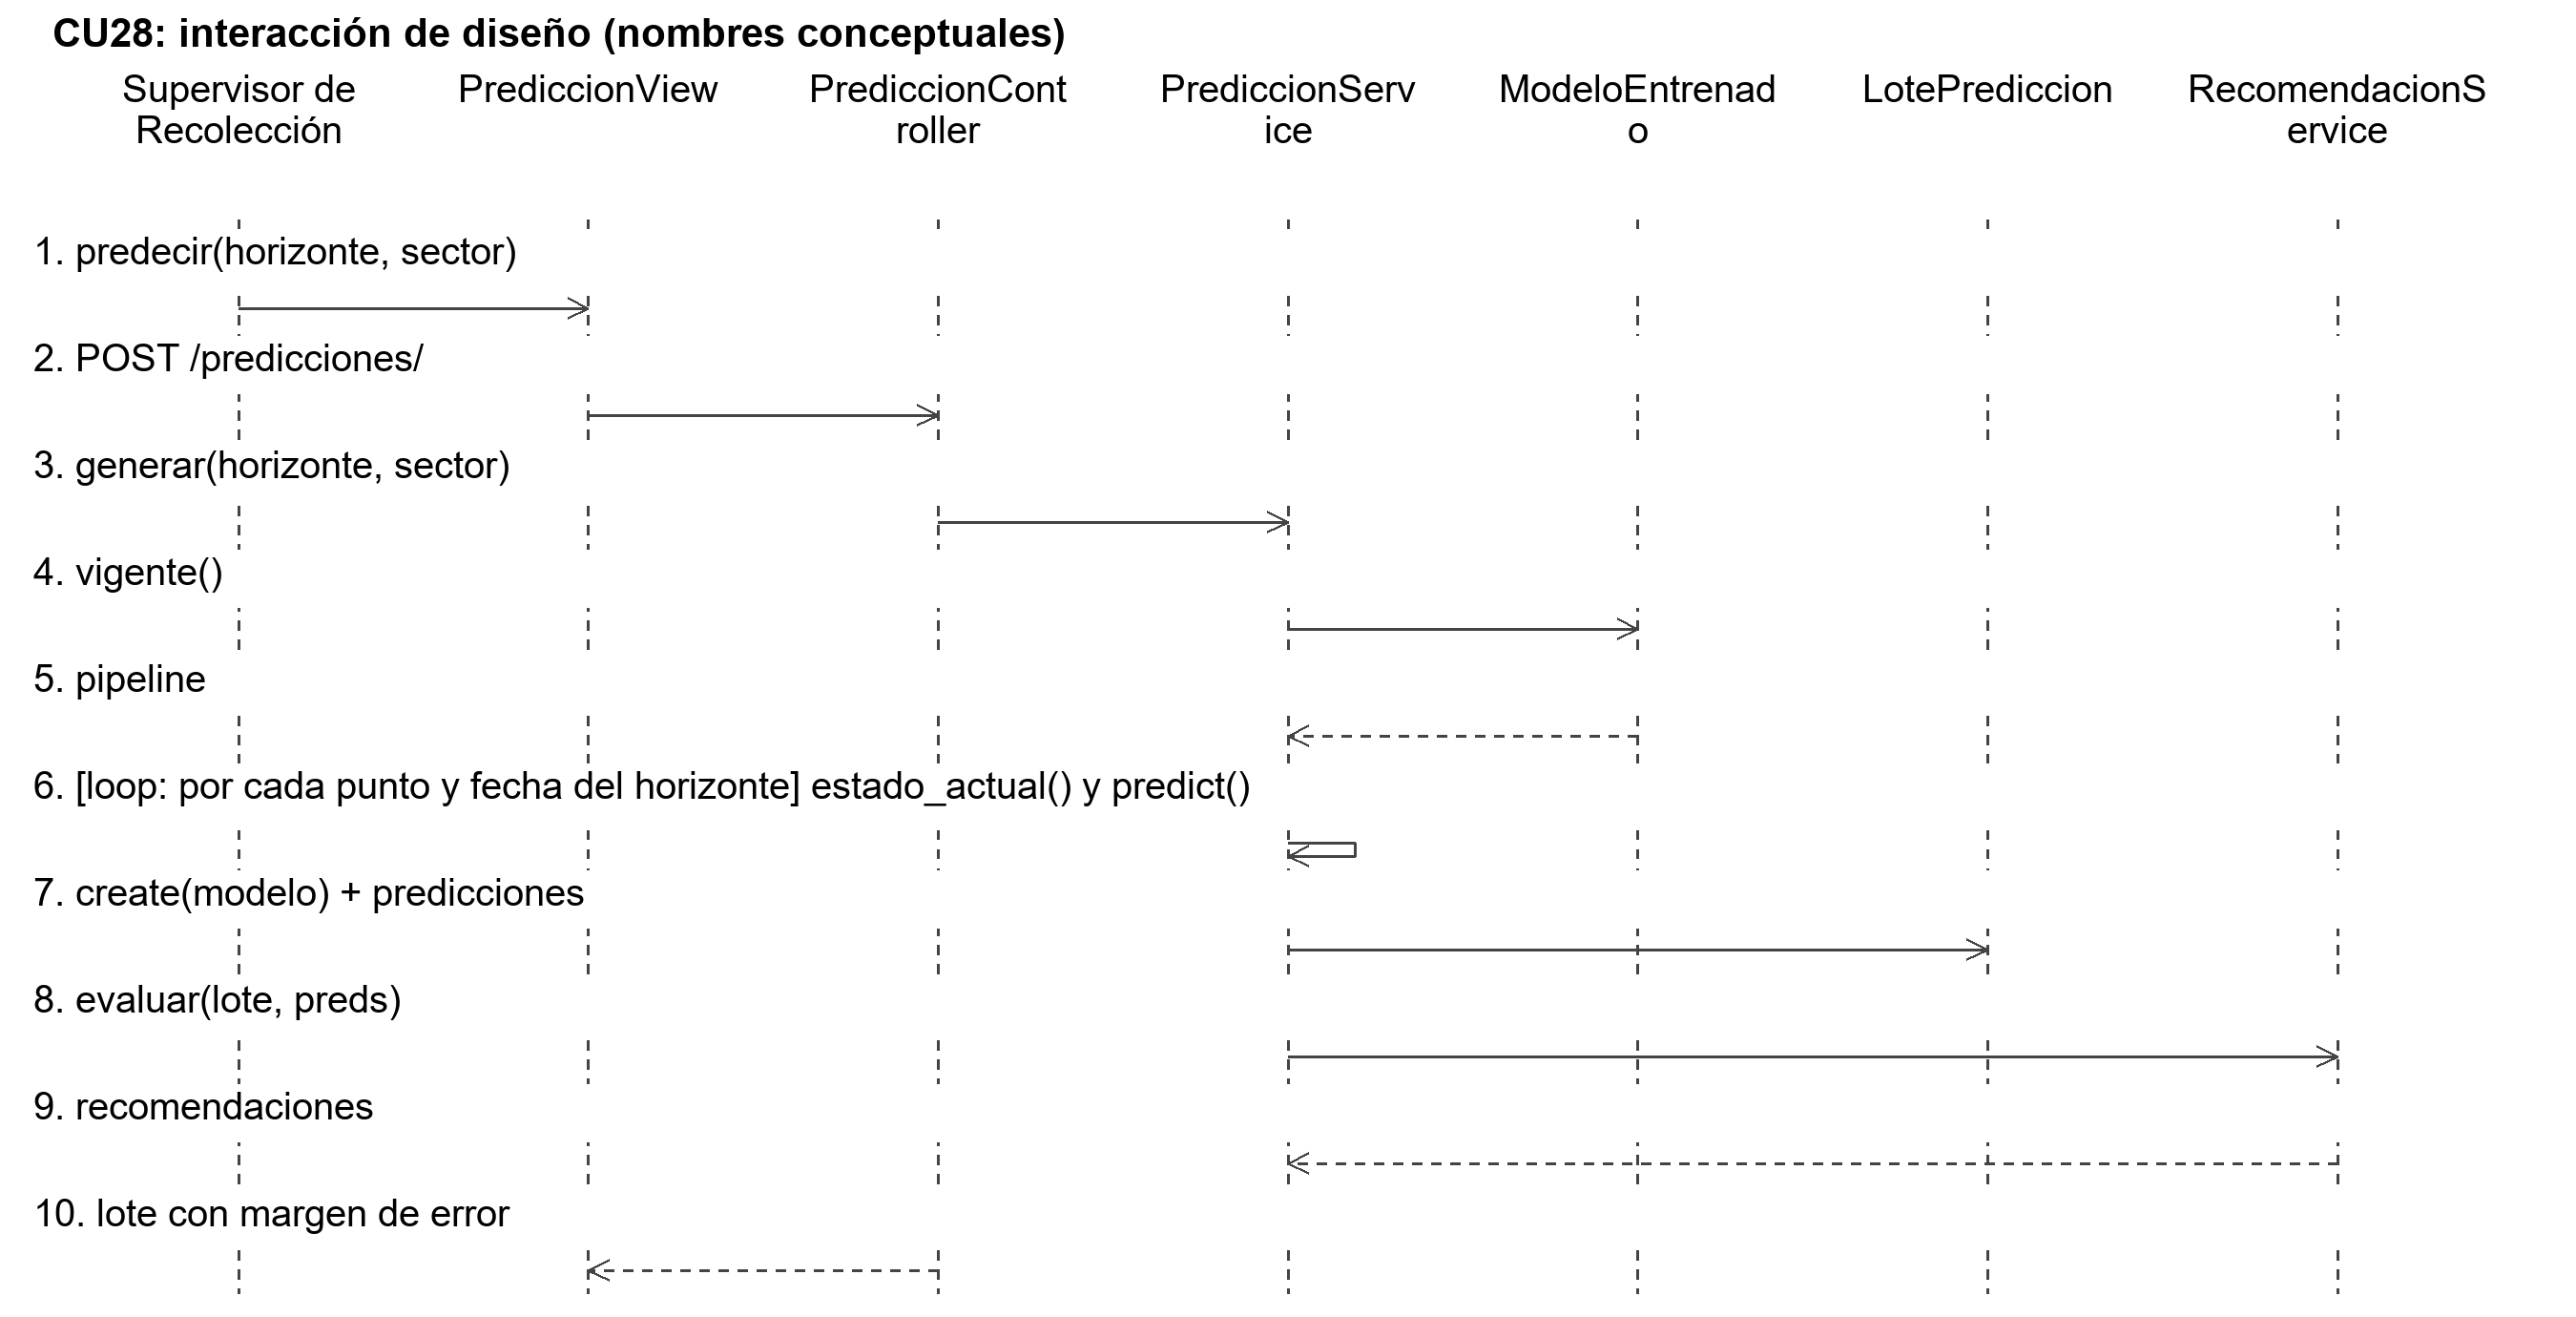 CU28: interacción de diseño (nombres conceptuales)
Supervisor de
Recolección
PrediccionView
PrediccionCont
roller
PrediccionServ
ice
ModeloEntrenad
o
LotePrediccion
RecomendacionS
ervice
1. predecir(horizonte, sector)
2. POST /predicciones/
3. generar(horizonte, sector)
4. vigente()
5. pipeline
6. [loop: por cada punto y fecha del horizonte] estado_actual() y predict()
7. create(modelo) + predicciones
8. evaluar(lote, preds)
9. recomendaciones
10. lote con margen de error